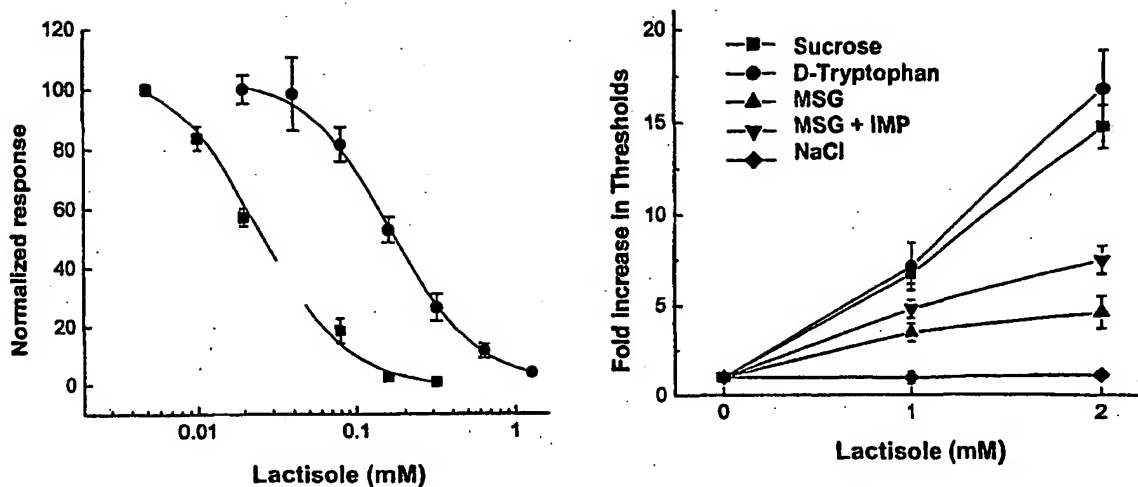 Normalized response
120
100
80
60
40
20
0
0.01
0.1
1
Lactisole (mM)
Fold Increase in Thresholds
20
15
10
5
0
Sucrose
D-Tryptophan
MSG
MSG + IMP
NaCl
0
1
2
Lactisole (mM)